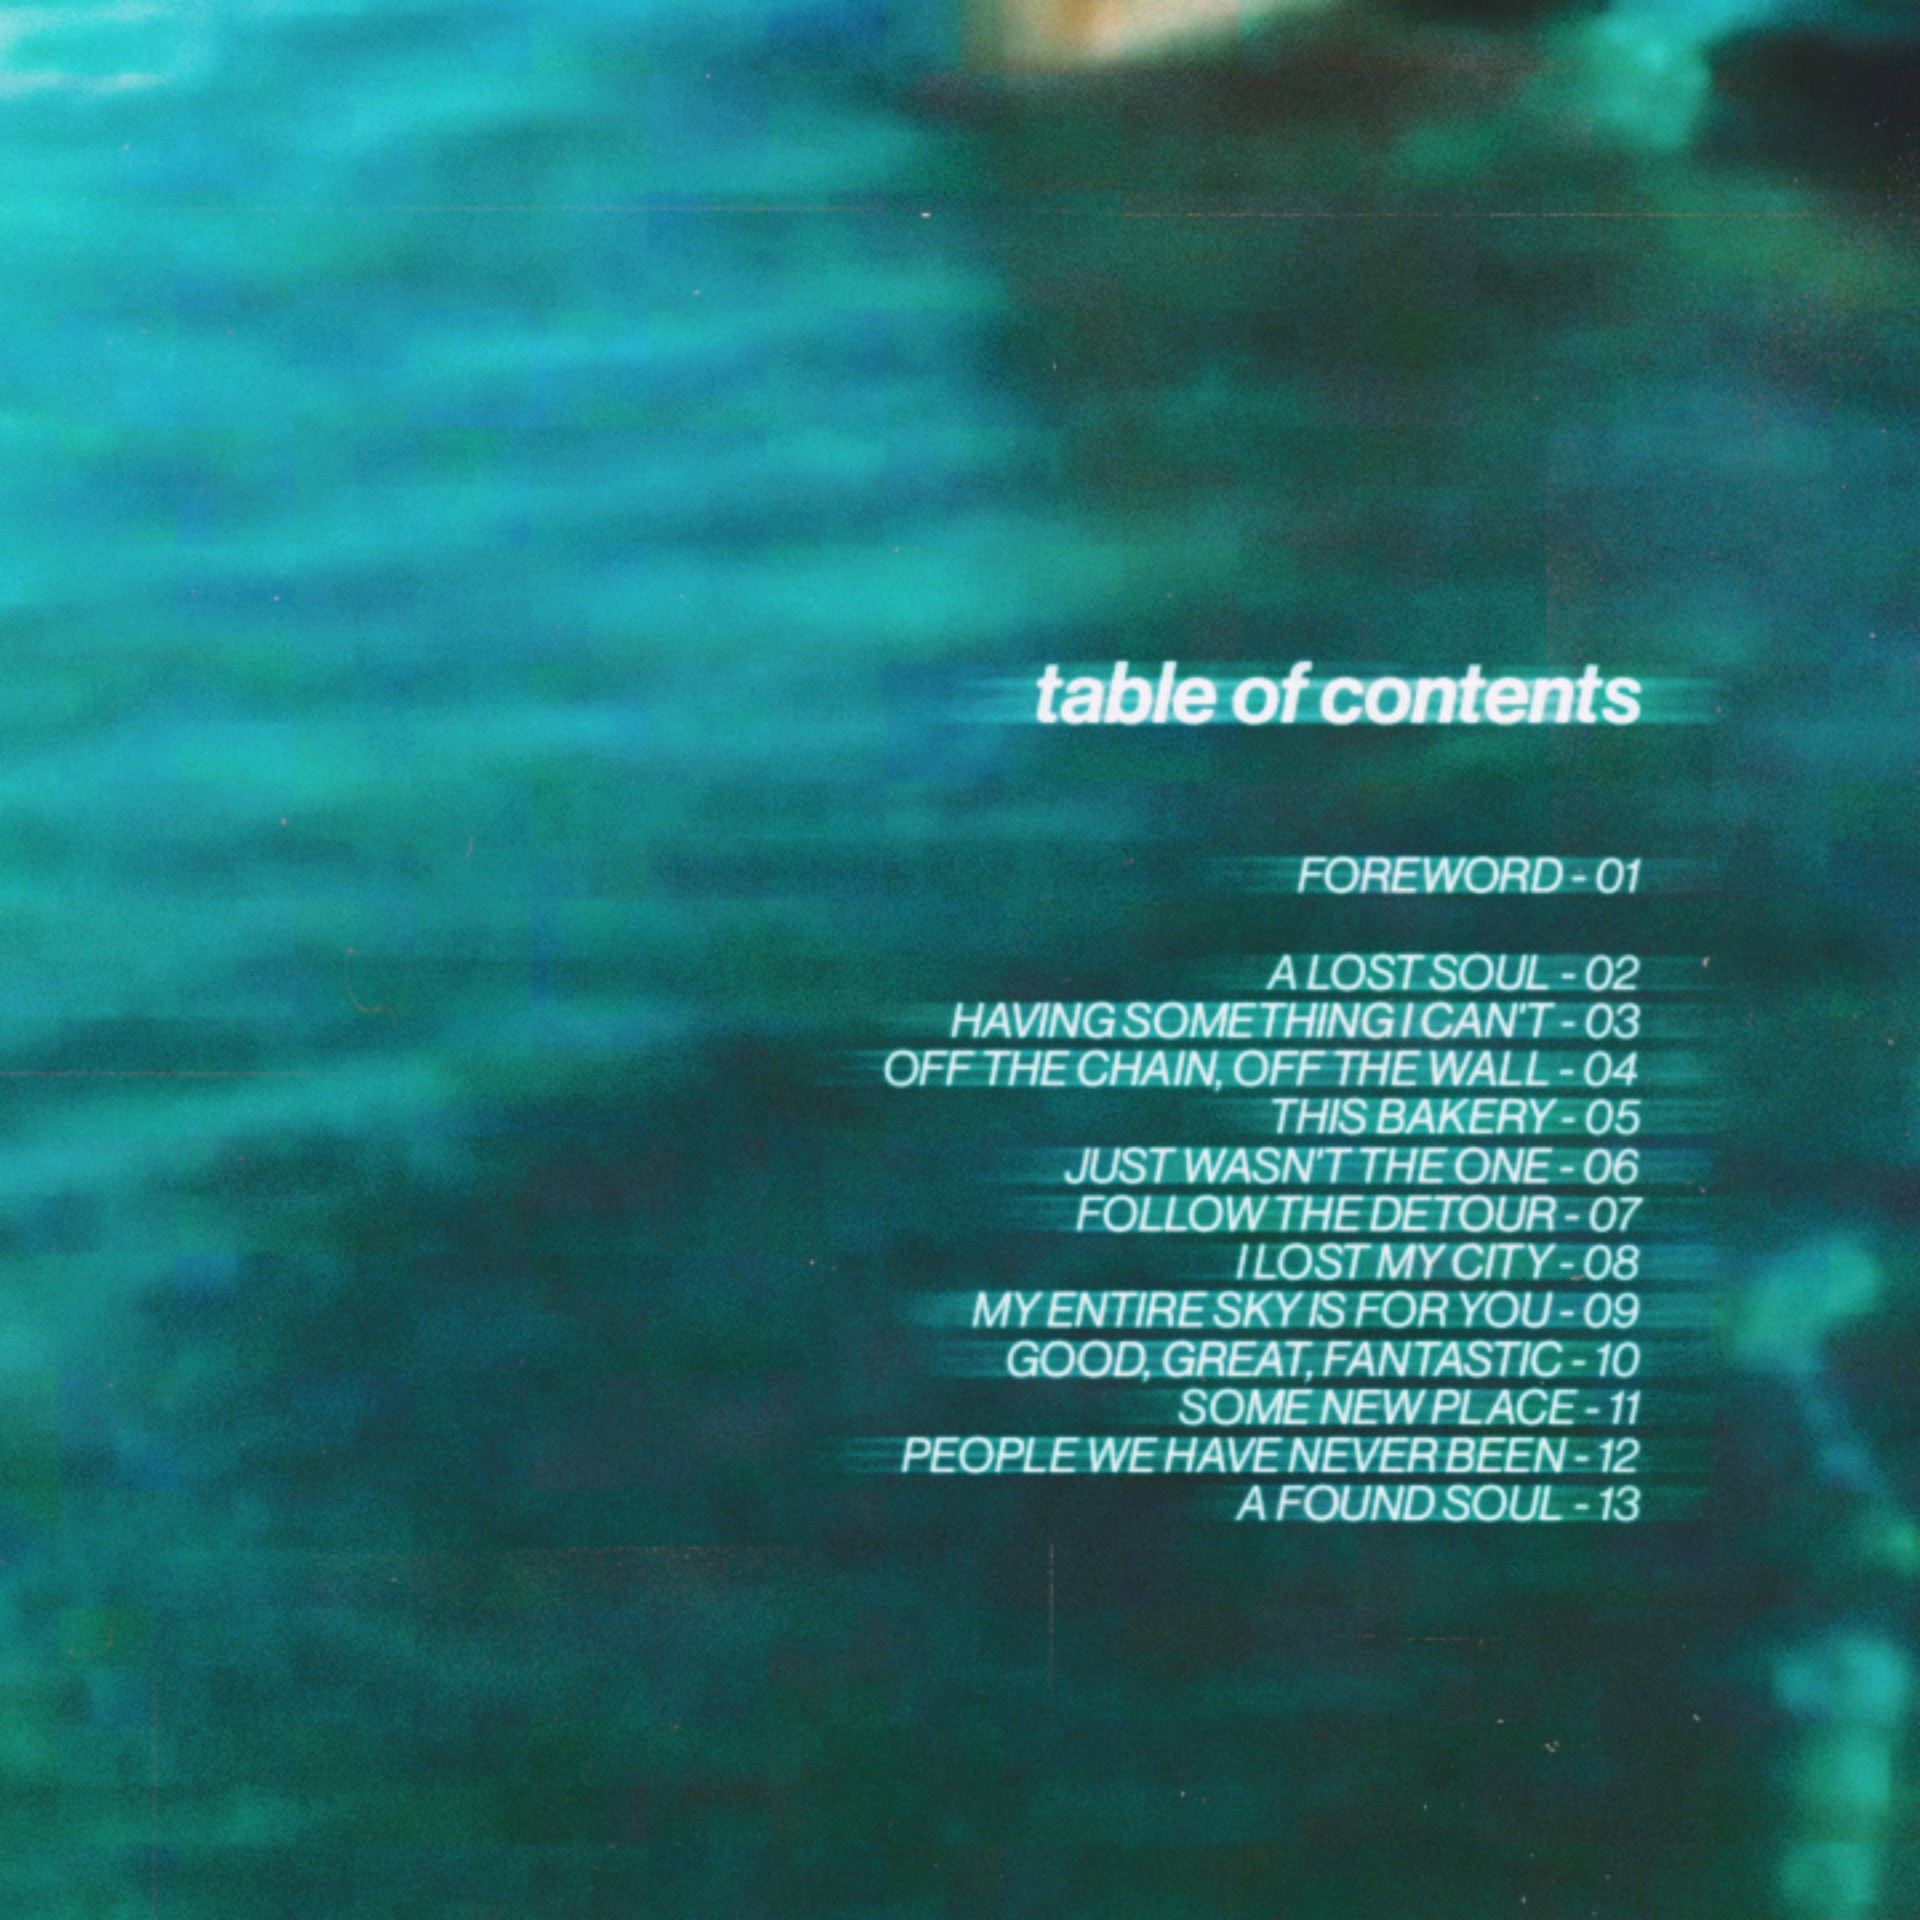 table of contents
FOREWORD - 01
A LOST SOUL - 02
HAVING SOMETHING I CAN'T - 03
OFF THE CHAIN, OFF THE WALL - 04
THIS BAKERY - 05
JUST WASN'T THE ONE - 06
FOLLOW THE DETOUR - 07
I LOST MY CITY - 08
MY ENTIRE SKY IS FOR YOU - 09
GOOD, GREAT, FANTASTIC - 10
SOME NEW PLACE - 11
PEOPLE WE HAVE NEVER BEEN - 12
A FOUND SOUL - 13